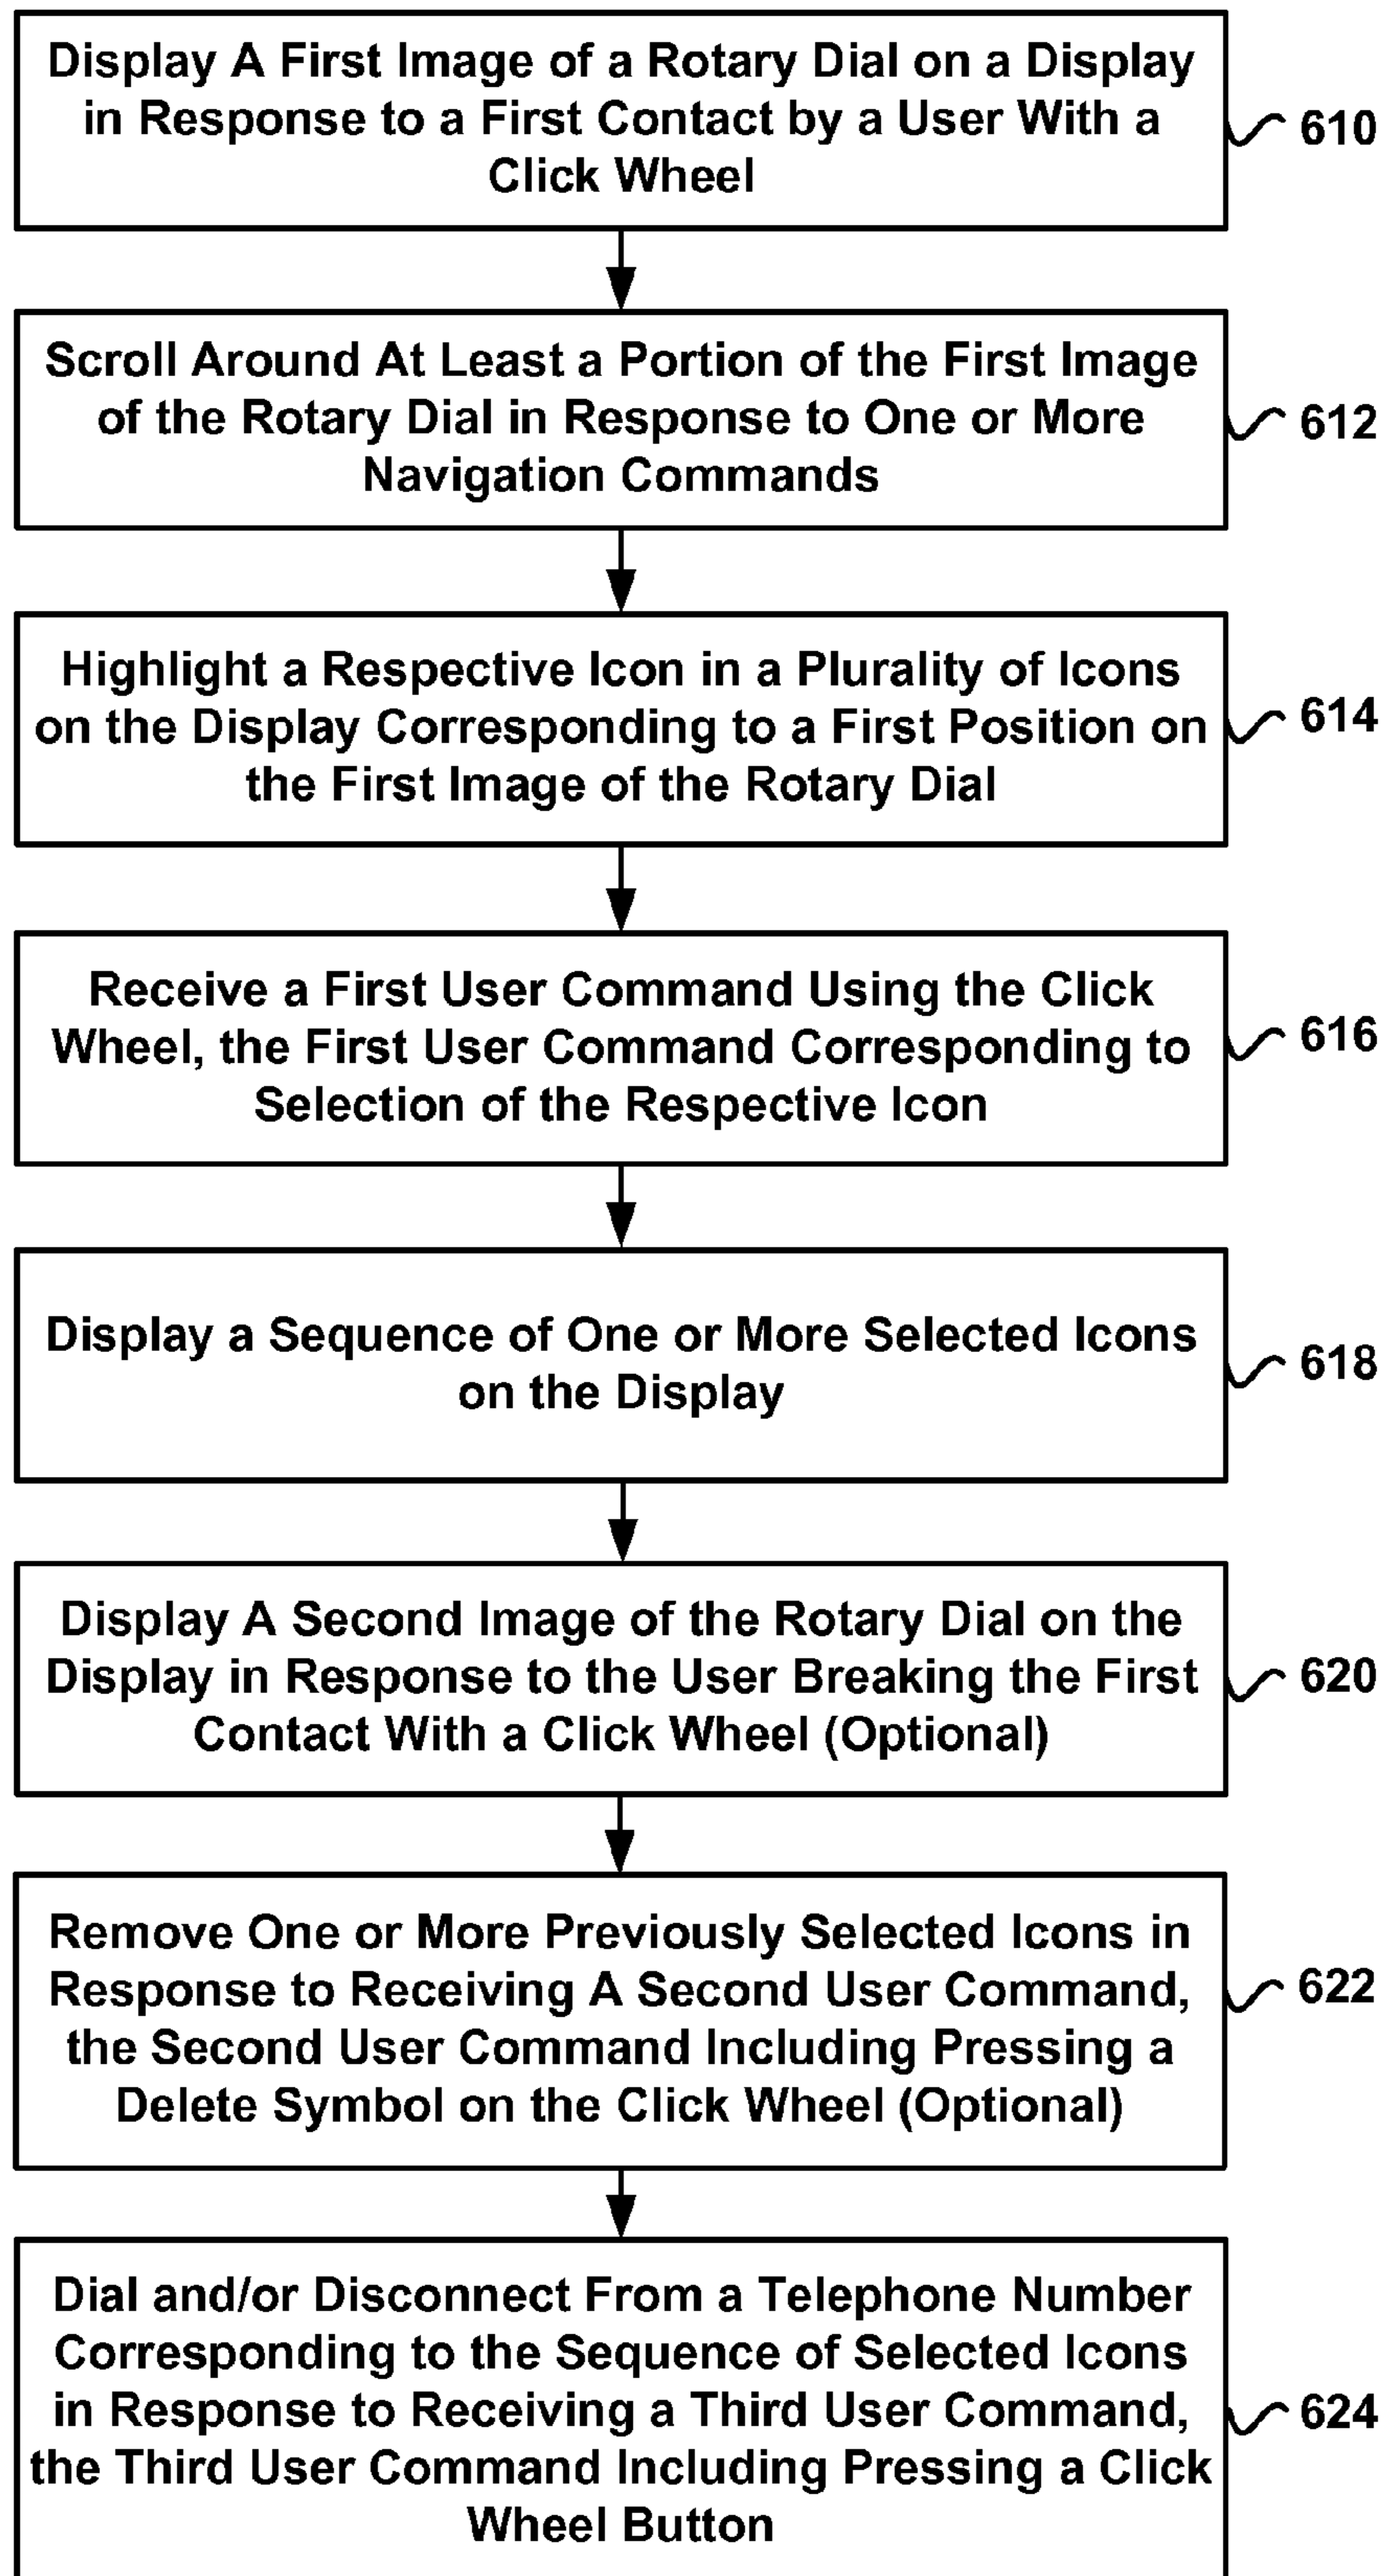 Display A First Image of a Rotary Dial on a Display
in Response to a First Contact by a User With a
Click Wheel
610
Scroll Around At Least a Portion of the First Image
of the Rotary Dial in Response to One or More
Navigation Commands
612
Highlight a Respective Icon in a Plurality of Icons
on the Display Corresponding to a First Position on
the First Image of the Rotary Dial
614
Receive a First User Command Using the Click
Wheel, the First User Command Corresponding to
Selection of the Respective Icon
616
Display a Sequence of One or More Selected Icons
on the Display
618
Display A Second Image of the Rotary Dial on the
Display in Response to the User Breaking the First
Contact With a Click Wheel (Optional)
620
Remove One or More Previously Selected Icons in
Response to Receiving A Second User Command,
the Second User Command Including Pressing a
Delete Symbol on the Click Wheel (Optional)
622
Dial and/or Disconnect From a Telephone Number
Corresponding to the Sequence of Selected Icons
in Response to Receiving a Third User Command,
the Third User Command Including Pressing a Click
Wheel Button
624